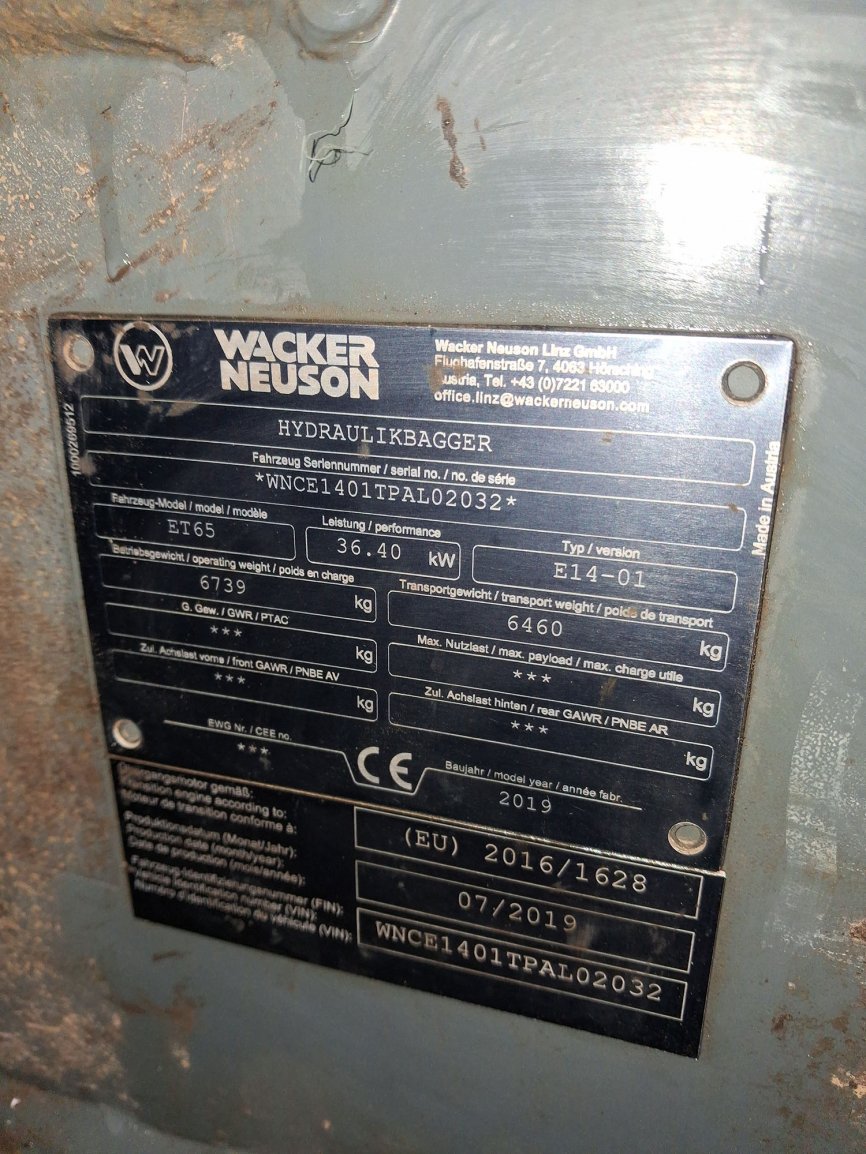 W
WACKER
NEUSON
Wacker Neuson Linz GmbH
Flughafenstraße 7, 4063 Hörsching
Austria, Tel. +43 (0)7221 63000
office.linz@wackerneuson.com
1000269512
HYDRAULIKBAGGER
Fahrzeug Seriennummer / serial no. / no. de série
*WNCE1401TPAL02032*
Made in Austria
Fahrzeug-Model / model / modèle
ET65
Leistung / performance
36.40 kW
Typ / version
E14-01
Betriebsgewicht / operating weight / poids en charge
6739 kg
Transportgewicht / transport weight / poids de transport
6460 kg
G. Gew. / GWR / PTAC
*** kg
Max. Nutzlast / max. payload / max. charge utile
*** kg
Zul. Achslast vorne / front GAWR / PNBE AV
*** kg
Zul. Achslast hinten / rear GAWR / PNBE AR
*** kg
EWG Nr. / CEE no.
***
CE
Baujahr / model year / année fabr.
2019
Übergangsmotor gemäß:
Transition engine according to:
Moteur de transition conforme à:
(EU) 2016/1628
Produktionsdatum (Monat/Jahr):
Production date (month/year):
Date de production (mois/année):
07/2019
Fahrzeug-Identifizierungsnummer (FIN):
Vehicle identification number (VIN):
Numéro d'identification du véhicule (VIN):
WNCE1401TPAL02032